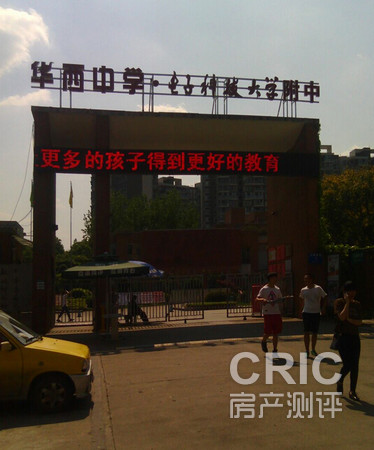 华西中学·电子科技大学附中
更多的孩子得到更好的教育
CRIC
房产测评